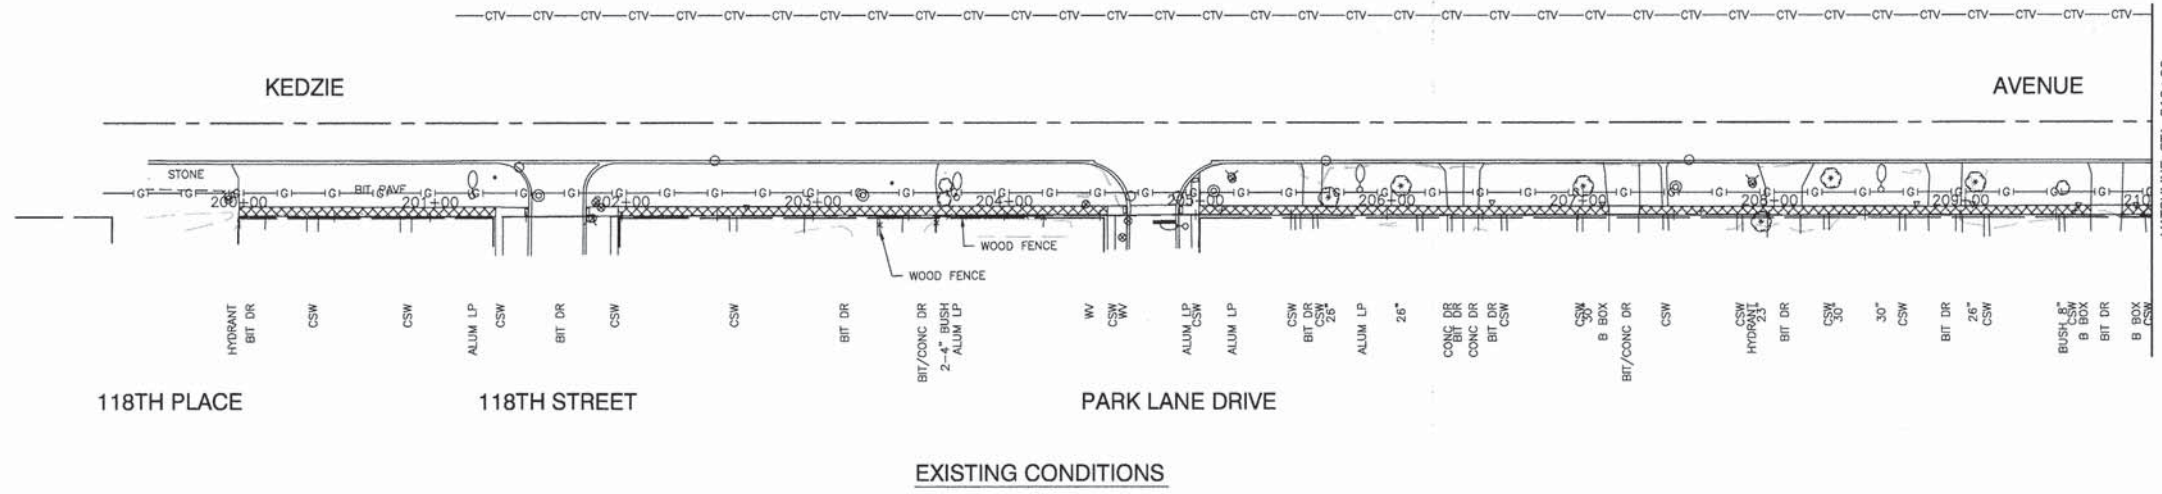 CTV CTV CTV CTV CTV CTV CTV CTV CTV CTV CTV CTV CTV CTV CTV CTV CTV CTV CTV CTV CTV CTV CTV CTV CTV CTV CTV CTV CTV CTV CTV CTV CTV CTV CTV
KEDZIE AVENUE
STONE
BIT PAVE
G G G G G G G G G G G G G G G G G G G G G G G G G G G G G G G G G G G G G G G G G G
200+00 201+00 202+00 203+00 204+00 205+00 206+00 207+00 208+00 209+00 210
WOOD FENCE
WOOD FENCE
HYDRANT
BIT DR
CSW
CSW
ALUM LP
CSW
BIT DR
CSW
CSW
BIT DR
BIT/CONC DR
2-4" BUSH
ALUM LP
WV
CSW
WV
ALUM LP
CSW
ALUM LP
CSW
BIT DR
CSW
26"
ALUM LP
26"
CONC DR
BIT DR
CONC DR
BIT DR
CSW
CSW
30"
B BOX
BIT/CONC DR
CSW
CSW
HYDRANT
23"
BIT DR
CSW
30"
30"
CSW
BIT DR
26"
CSW
BUSH 8"
CSW
B BOX
BIT DR
B BOX
CSW
118TH PLACE 118TH STREET PARK LANE DRIVE
EXISTING CONDITIONS